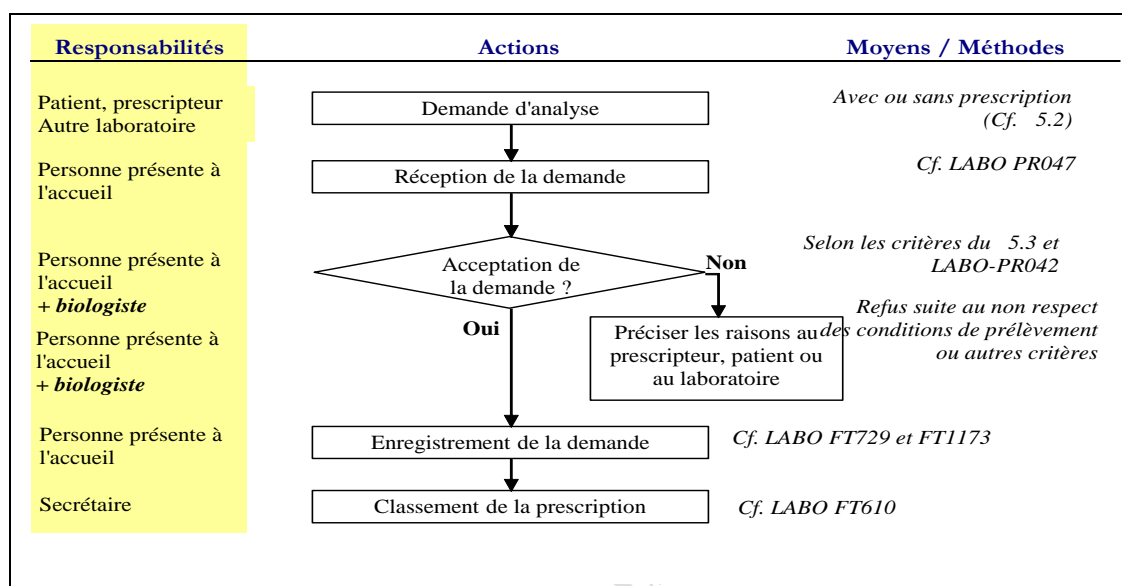 Responsabilités Actions Moyens / Méthodes
Patient, prescripteur
Autre laboratoire
Demande d'analyse
Avec ou sans prescription
(Cf. 5.2)
Personne présente à
l'accueil
Réception de la demande
Cf. LABO PR047
Personne présente à
l'accueil
+ biologiste
Acceptation de
la demande ?
Non
Oui
Selon les critères du 5.3 et
LABO-PR042
Personne présente à
l'accueil
+ biologiste
Préciser les raisons au
prescripteur, patient ou
au laboratoire
Refus suite au non respect
des conditions de prélèvement
ou autres critères
Personne présente à
l'accueil
Enregistrement de la demande
Cf. LABO FT729 et FT1173
Secrétaire
Classement de la prescription
Cf. LABO FT610